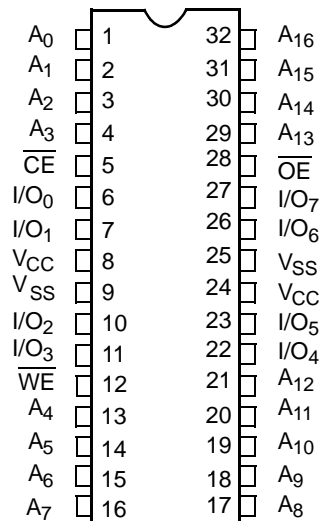 A0 1 32 A16
A1 2 31 A15
A2 3 30 A14
A3 4 29 A13
C̅E̅ 5 28 O̅E̅
I/O0 6 27 I/O7
I/O1 7 26 I/O6
VCC 8 25 VSS
VSS 9 24 VCC
I/O2 10 23 I/O5
I/O3 11 22 I/O4
W̅E̅ 12 21 A12
A4 13 20 A11
A5 14 19 A10
A6 15 18 A9
A7 16 17 A8